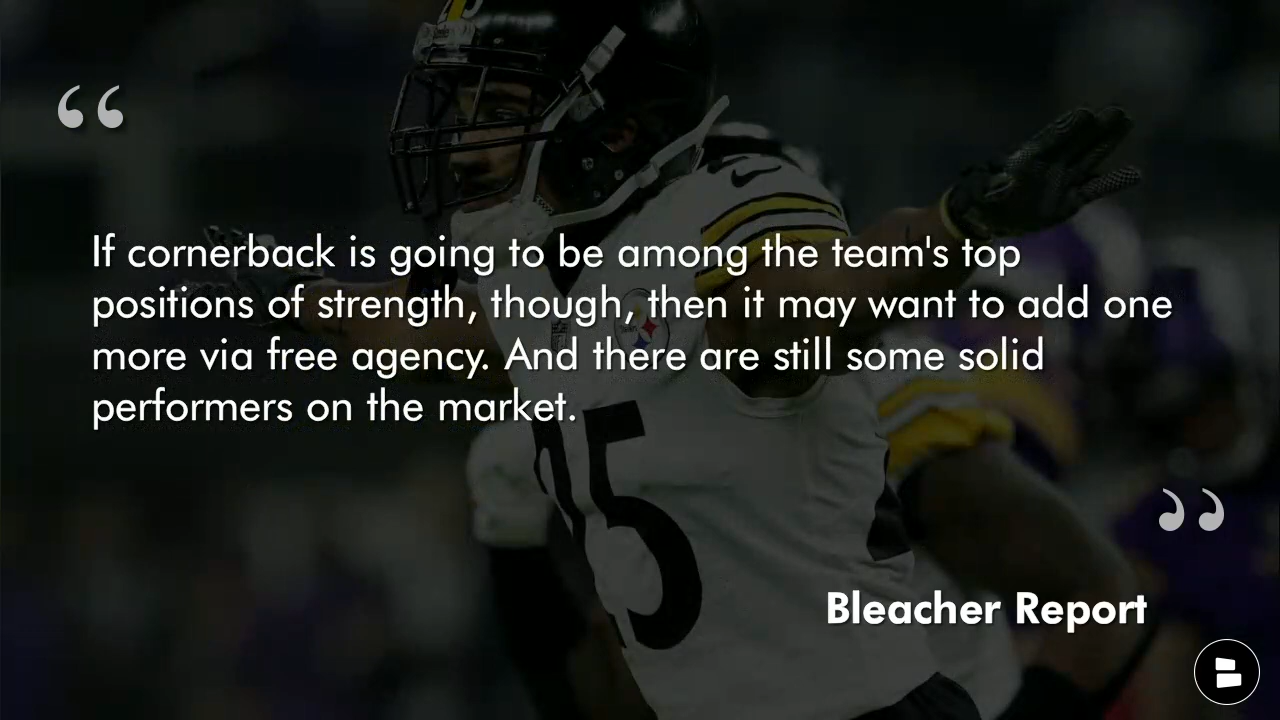 “
If cornerback is going to be among the team's top
positions of strength, though, then it may want to add one
more via free agency. And there are still some solid
performers on the market.
”
Bleacher Report
25